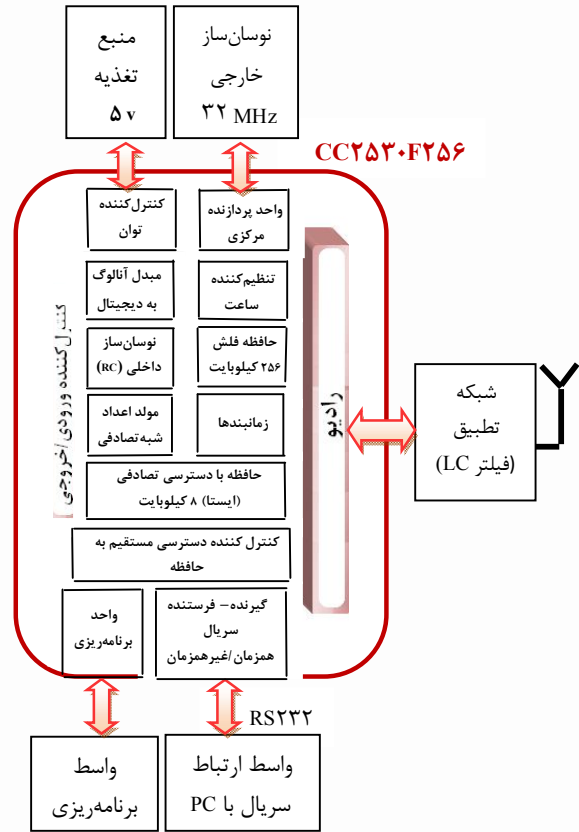 منبع
تغذیه
۵ v
نوسان‌ساز
خارجی
۳۲ MHz
CC۲۵۳۰F۲۵۶
کنترل‌کننده
توان
واحد پردازنده
مرکزی
مبدل آنالوگ
به دیجیتال
تنظیم‌کننده
ساعت
نوسان‌ساز
داخلی (RC)
حافظه فلش
۲۵۶ کیلوبایت
مولد اعداد
شبه‌تصادفی
زمانبندها
حافظه با دسترسی تصادفی
(ایستا) ۸ کیلوبایت
کنترل کننده دسترسی مستقیم به
حافظه
واحد
برنامه‌ریزی
گیرنده– فرستنده
سریال
همزمان/غیرهمزمان
کنترل‌کننده ورودی/خروجی
رادیو
شبکه
تطبیق
(فیلتر LC)
RS۲۳۲
واسط
برنامه‌ریزی
واسط ارتباط
سریال با PC